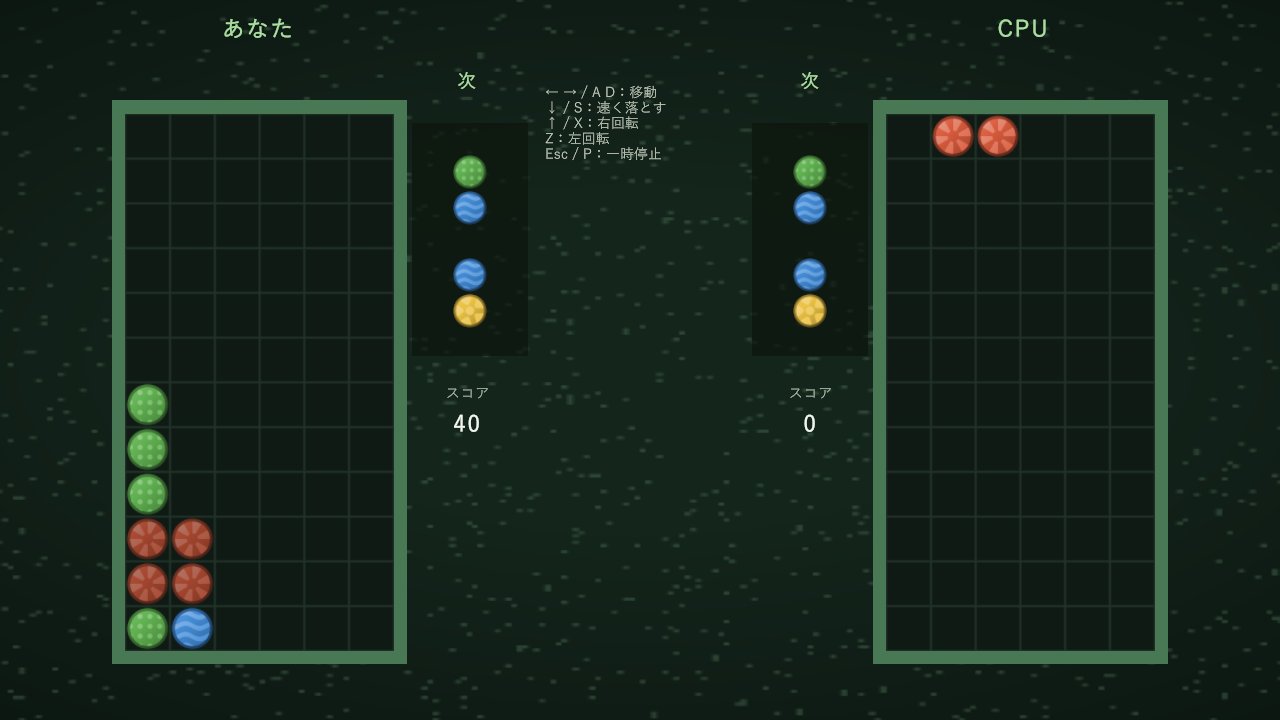 あなた
CPU
次
次
← → / A D：移動
↓ / S：速く落とす
↑ / X：右回転
Z：左回転
Esc / P：一時停止
スコア
40
スコア
0